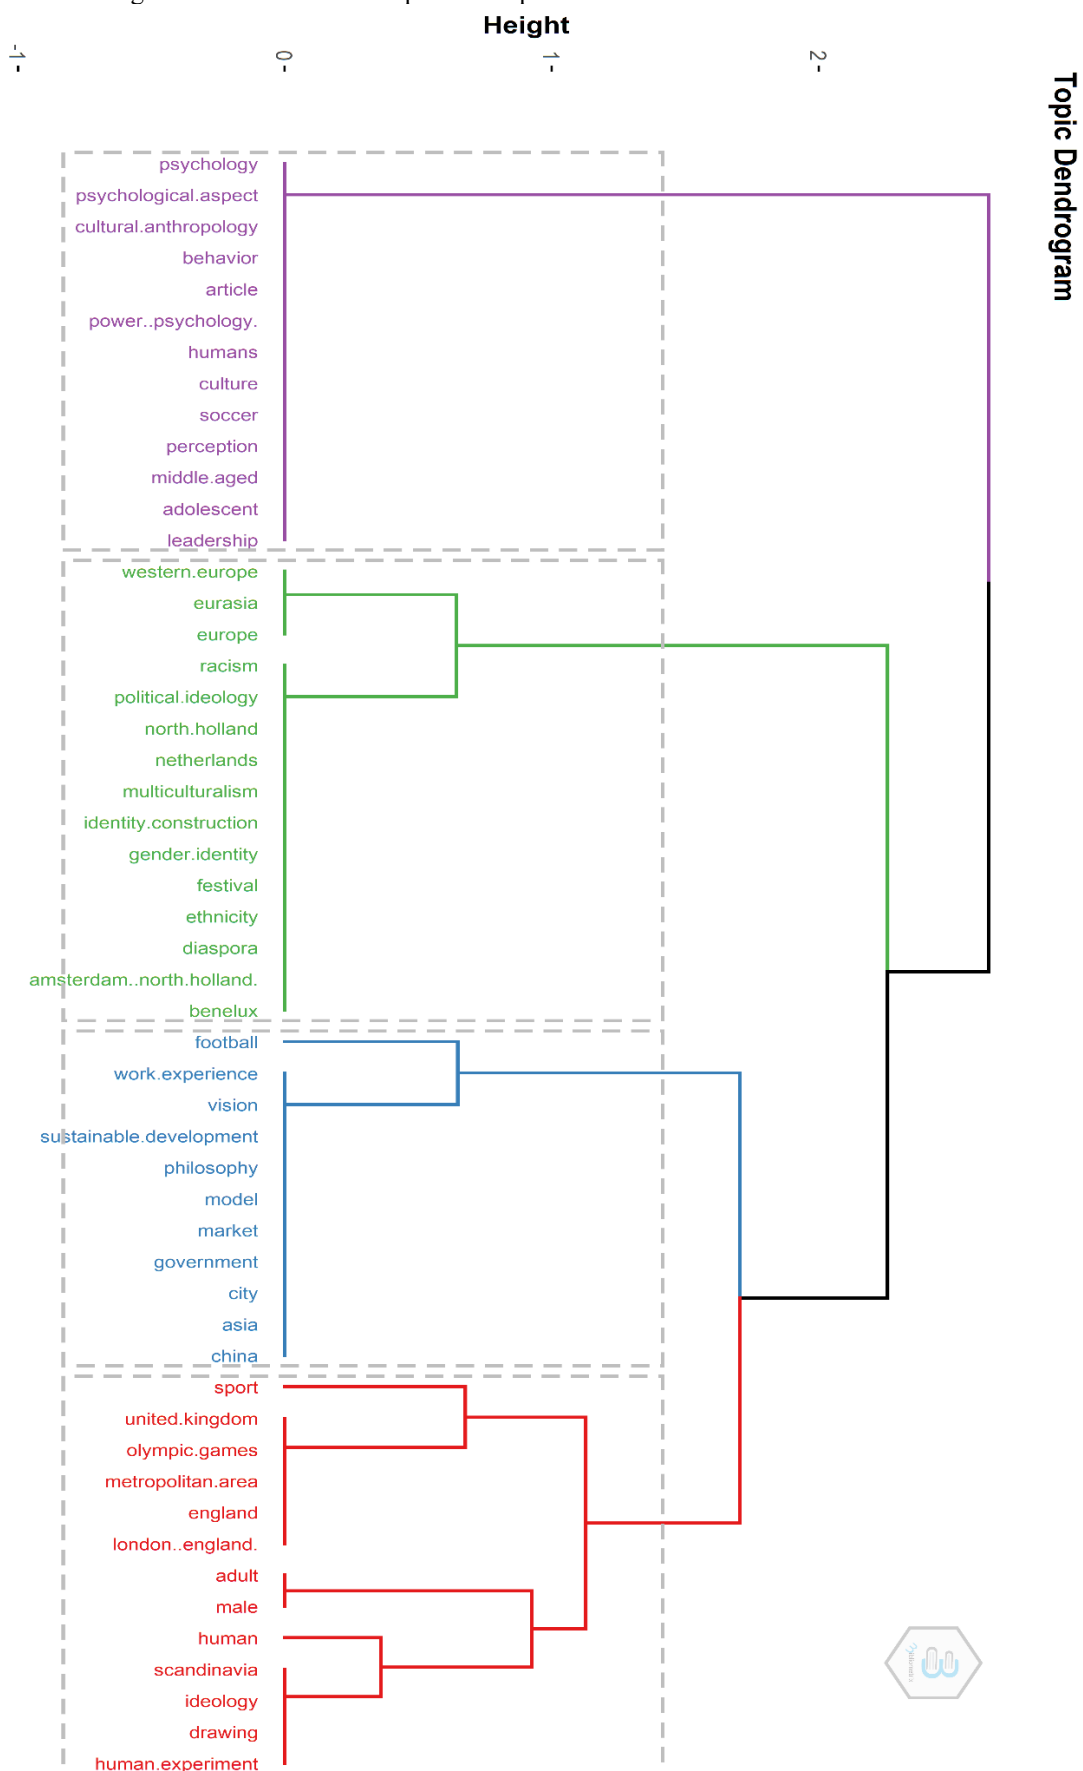 Height
-1
0
1
2
Topic Dendrogram
psychology
psychological.aspect
cultural.anthropology
behavior
article
power..psychology.
humans
culture
soccer
perception
middle.aged
adolescent
leadership
western.europe
eurasia
europe
racism
political.ideology
north.holland
netherlands
multiculturalism
identity.construction
gender.identity
festival
ethnicity
diaspora
amsterdam..north.holland.
benelux
football
work.experience
vision
sustainable.development
philosophy
model
market
government
city
asia
china
sport
united.kingdom
olympic.games
metropolitan.area
england
london..england.
adult
male
human
scandinavia
ideology
drawing
human.experiment